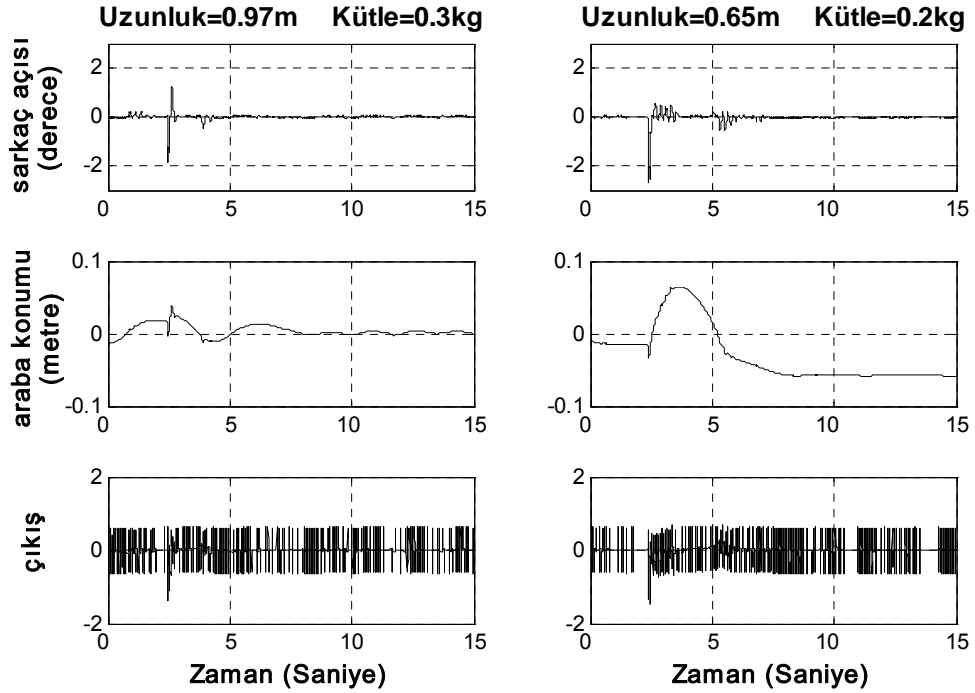 Uzunluk=0.97m Kütle=0.3kg
Uzunluk=0.65m Kütle=0.2kg
sarkaç açısı
(derece)
2
0
-2
0 5 10 15
2
0
-2
0 5 10 15
araba konumu
(metre)
0.1
0
-0.1
0 5 10 15
0.1
0
-0.1
0 5 10 15
çıkış
2
0
-2
0 5 10 15
Zaman (Saniye)
2
0
-2
0 5 10 15
Zaman (Saniye)